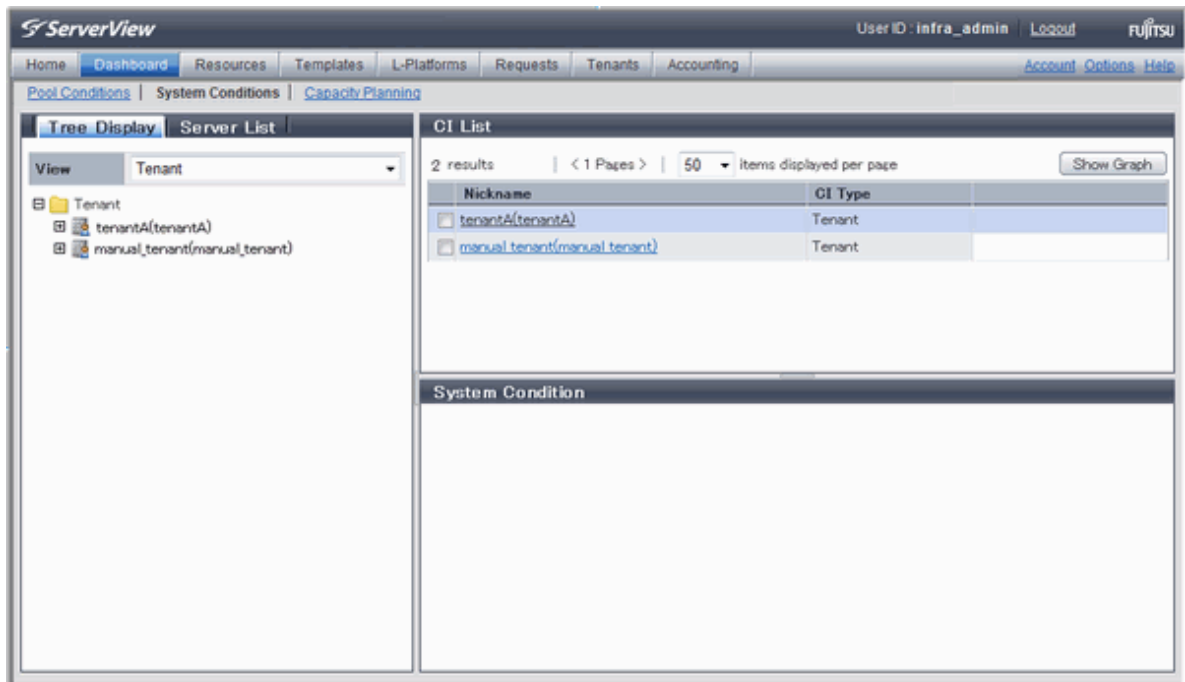 ServerView User ID : infra_admin Logout FUJITSU
Home Dashboard Resources Templates L-Platforms Requests Tenants Accounting Account Options Help
Pool Conditions | System Conditions | Capacity Planning
Tree Display Server List
View Tenant
Tenant
tenantA(tenantA)
manual_tenant(manual_tenant)
CI List
2 results | < 1 Pages > | 50 items displayed per page Show Graph
Nickname CI Type
tenantA(tenantA) Tenant
manual_tenant(manual_tenant) Tenant
System Condition